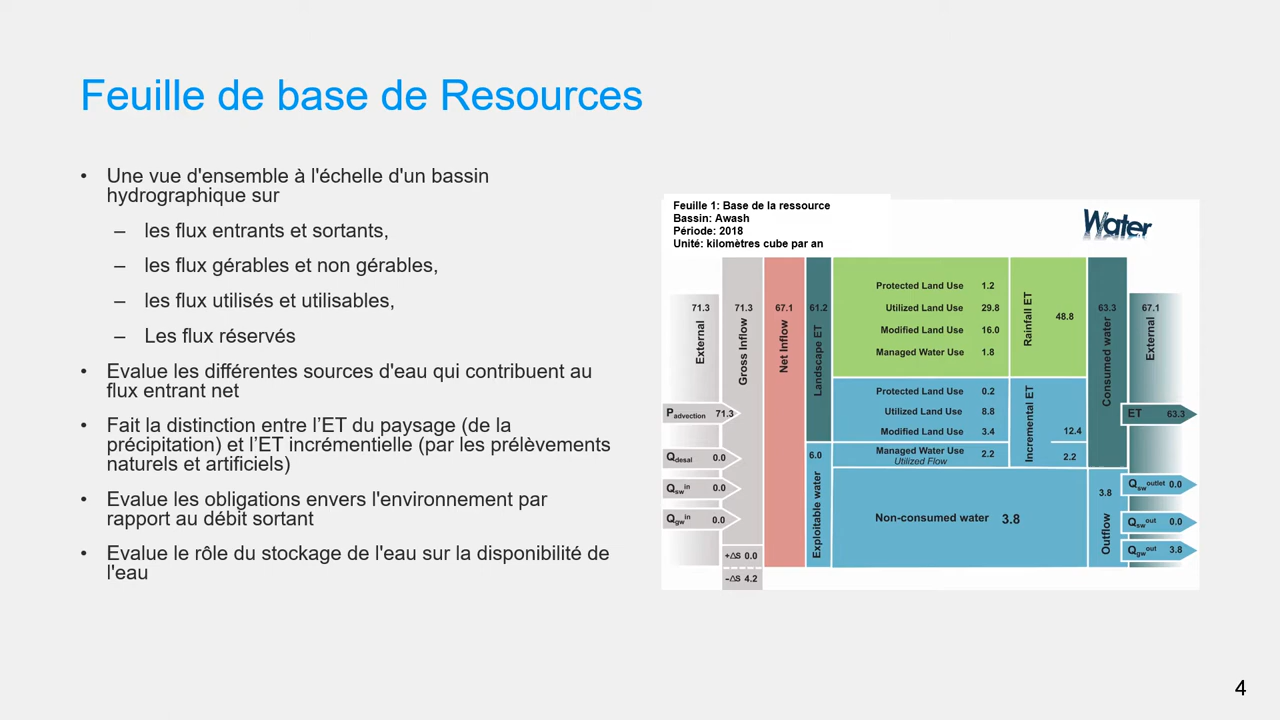 Feuille de base de Resources
• Une vue d'ensemble à l'échelle d'un bassin
hydrographique sur
– les flux entrants et sortants,
– les flux gérables et non gérables,
– les flux utilisés et utilisables,
– Les flux réservés
• Evalue les différentes sources d'eau qui contribuent au
flux entrant net
• Fait la distinction entre l’ET du paysage (de la
précipitation) et l’ET incrémentielle (par les prélèvements
naturels et artificiels)
• Evalue les obligations envers l'environnement par
rapport au débit sortant
• Evalue le rôle du stockage de l'eau sur la disponibilité de
l'eau
Feuille 1: Base de la ressource
Bassin: Awash
Période: 2018
Unité: kilomètres cube par an
Water
71.3
External
P advection 71.3
Q desal 0.0
Q sw in 0.0
Q gw in 0.0
71.3
Gross Inflow
+ΔS 0.0
−ΔS 4.2
67.1
Net Inflow
61.2
Landscape ET
6.0
Exploitable water
Protected Land Use 1.2
Utilized Land Use 29.8
Modified Land Use 16.0
Managed Water Use 1.8
Rainfall ET
48.8
Protected Land Use 0.2
Utilized Land Use 8.8
Modified Land Use 3.4
Managed Water Use 2.2
Utilized Flow
Incremental ET
12.4
2.2
Non-consumed water 3.8
63.3
Consumed water
3.8
Outflow
67.1
External
ET 63.3
Q sw outlet 0.0
Q sw out 0.0
Q gw out 3.8
4